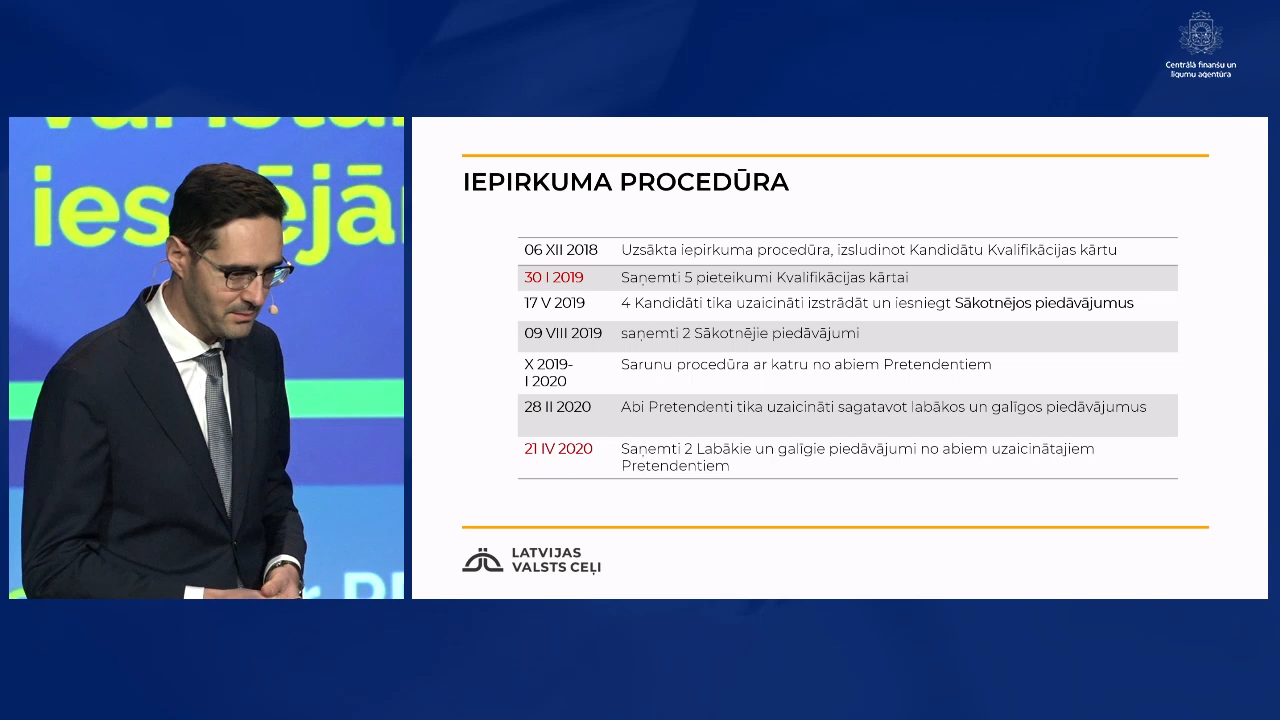 Centrālā finanšu un
līgumu aģentūra
IEPIRKUMA PROCEDŪRA
06 XII 2018 Uzsākta iepirkuma procedūra, izsludinot Kandidātu Kvalifikācijas kārtu
30 I 2019 Saņemti 5 pieteikumi Kvalifikācijas kārtai
17 V 2019 4 Kandidāti tika uzaicināti izstrādāt un iesniegt Sākotnējos piedāvājumus
09 VIII 2019 saņemti 2 Sākotnējie piedāvājumi
X 2019-
I 2020 Sarunu procedūra ar katru no abiem Pretendentiem
28 II 2020 Abi Pretendenti tika uzaicināti sagatavot labākos un galīgos piedāvājumus
21 IV 2020 Saņemti 2 Labākie un galīgie piedāvājumi no abiem uzaicinātajiem
Pretendentiem
LATVIJAS
VALSTS CEĻI